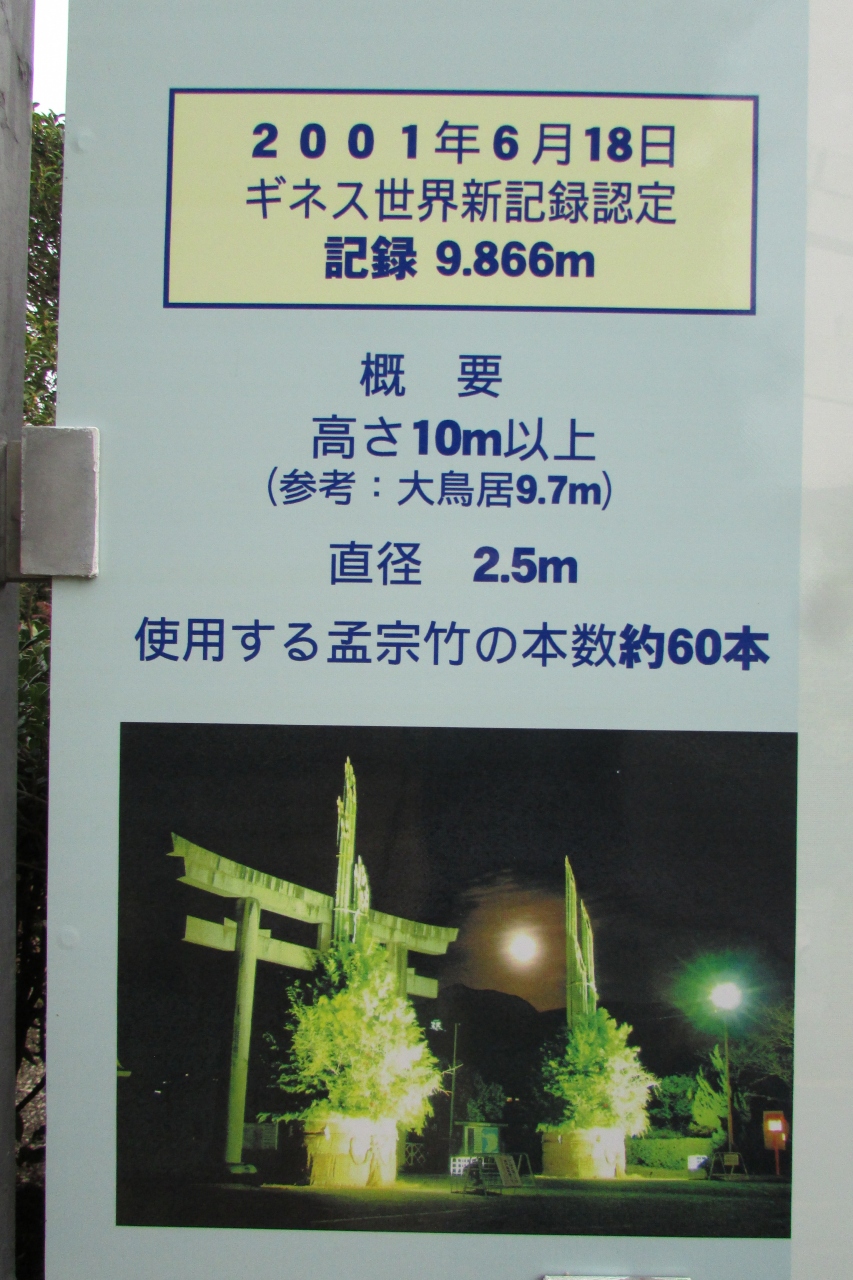 ２００１年６月18日
ギネス世界新記録認定
記録 9.866m
概　要
高さ10m以上
(参考：大鳥居9.7m)
直径　2.5m
使用する孟宗竹の本数約60本